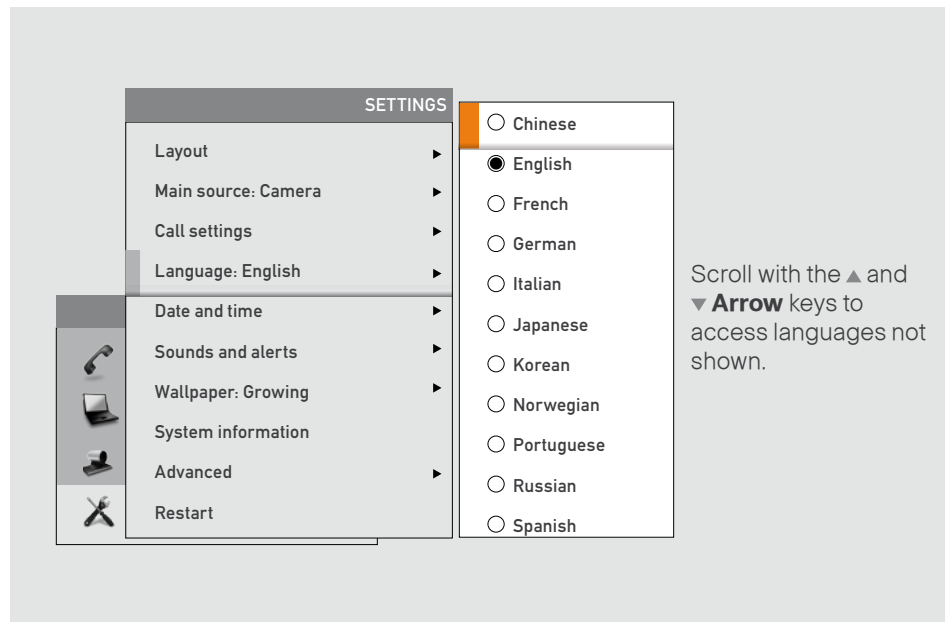 SETTINGS
Layout
Main source: Camera
Call settings
Language: English
Date and time
Sounds and alerts
Wallpaper: Growing
System information
Advanced
Restart
Chinese
English
French
German
Italian
Japanese
Korean
Norwegian
Portuguese
Russian
Spanish
Scroll with the ▲ and
▼ Arrow keys to
access languages not
shown.